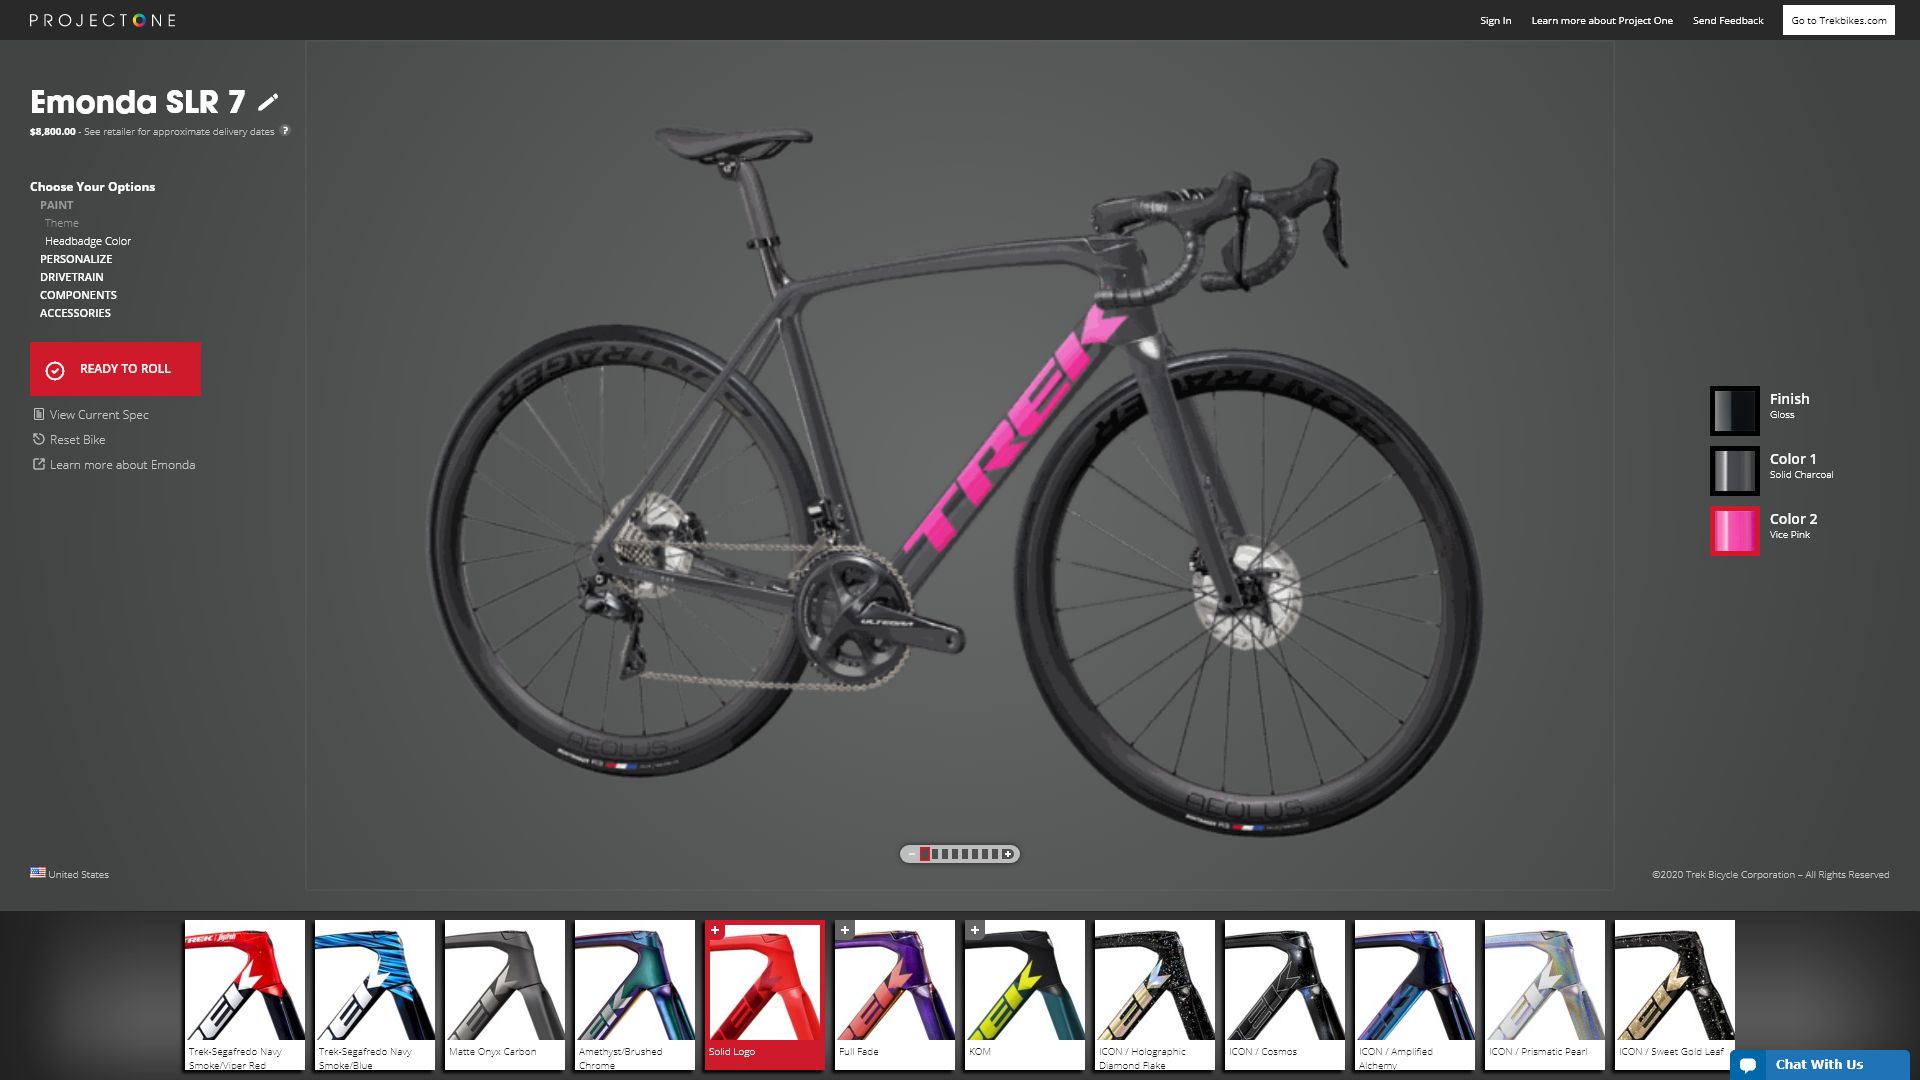 PROJECT ONE
Sign In
Learn more about Project One
Send Feedback
Go to Trekbikes.com
Emonda SLR 7
$8,800.00 - See retailer for approximate delivery dates ?
Choose Your Options
PAINT
Theme
Headbadge Color
PERSONALIZE
DRIVETRAIN
COMPONENTS
ACCESSORIES
READY TO ROLL
View Current Spec
Reset Bike
Learn more about Emonda
TREK
BONTRAGER
BONTRAGER
ULTEGRA
AEOLUS
AEOLUS
Finish
Gloss
Color 1
Solid Charcoal
Color 2
Vice Pink
United States
©2020 Trek Bicycle Corporation – All Rights Reserved
Trek-Segafredo Navy
Smoke/Viper Red
Trek-Segafredo Navy
Smoke/Blue
Matte Onyx Carbon
Amethyst/Brushed
Chrome
Solid Logo
Full Fade
KOM
ICON / Holographic
Diamond Flake
ICON / Cosmos
ICON / Amplified
Alchemy
ICON / Prismatic Pearl
ICON / Sweet Gold Leaf
Chat With Us